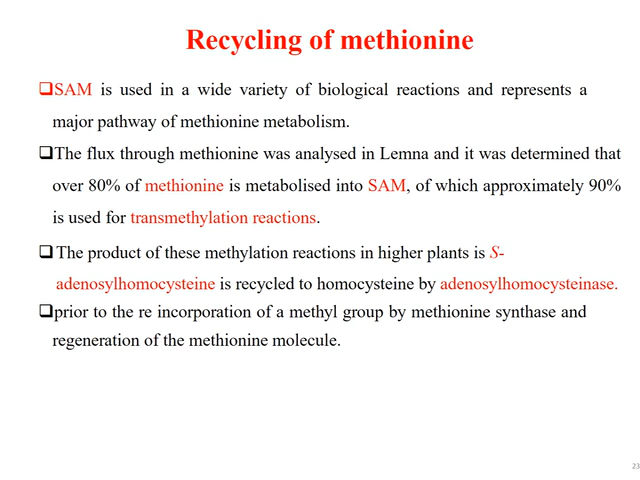 Recycling of methionine
❑SAM is used in a wide variety of biological reactions and represents a
major pathway of methionine metabolism.
❑The flux through methionine was analysed in Lemna and it was determined that
over 80% of methionine is metabolised into SAM, of which approximately 90%
is used for transmethylation reactions.
❑The product of these methylation reactions in higher plants is S-
adenosylhomocysteine is recycled to homocysteine by adenosylhomocysteinase.
❑prior to the re incorporation of a methyl group by methionine synthase and
regeneration of the methionine molecule.
23